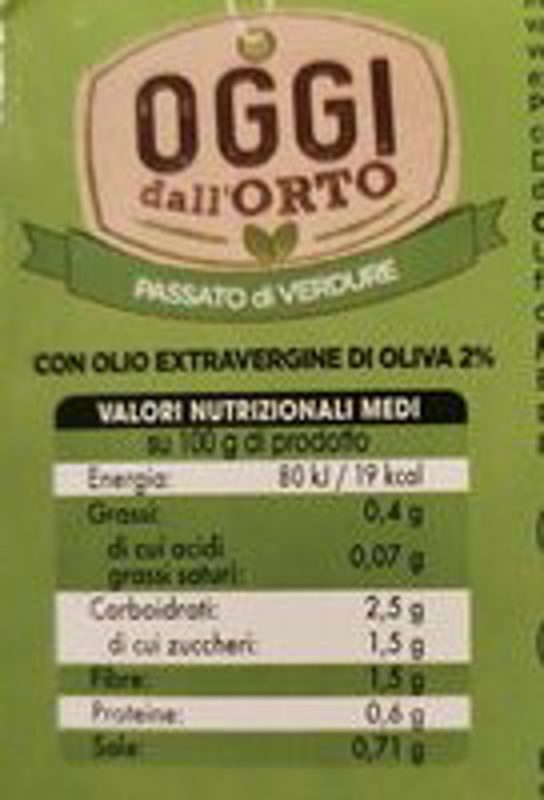 OGGI
dall'ORTO
PASSATO di VERDURE
CON OLIO EXTRAVERGINE DI OLIVA 2%
VALORI NUTRIZIONALI MEDI
su 100 g di prodotto
Energia: 80 kJ / 19 kcal
Grassi: 0,4 g
di cui acidi
grassi saturi: 0,07 g
Carboidrati: 2,5 g
di cui zuccheri: 1,5 g
Fibre: 1,5 g
Proteine: 0,6 g
Sale: 0,71 g